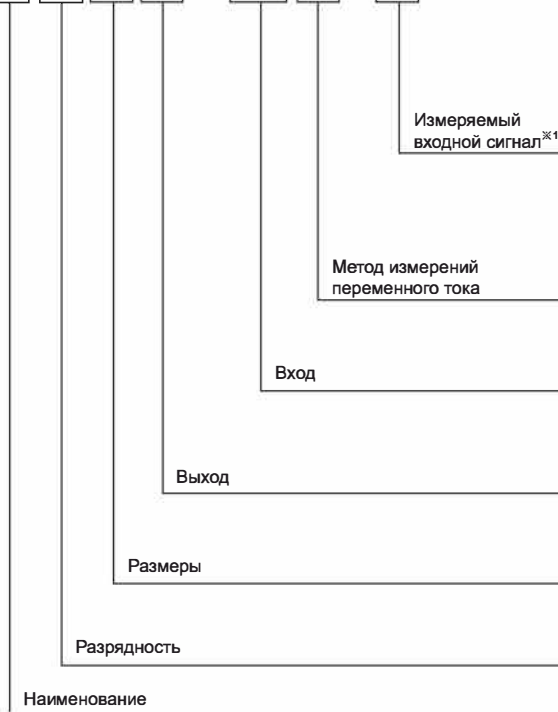 Измеряемый
входной сигнал※1
Метод измерений
переменного тока
Вход
Выход
Размеры
Разрядность
Наименование